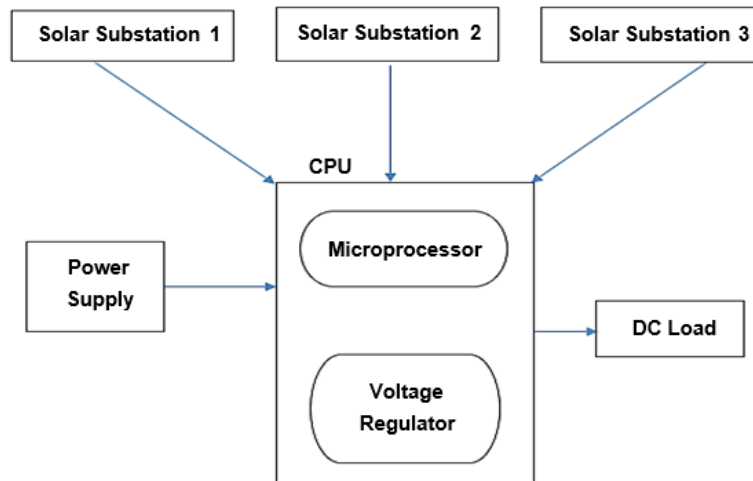 Solar Substation 1
Solar Substation 2
Solar Substation 3
CPU
Microprocessor
Power
Supply
DC Load
Voltage
Regulator